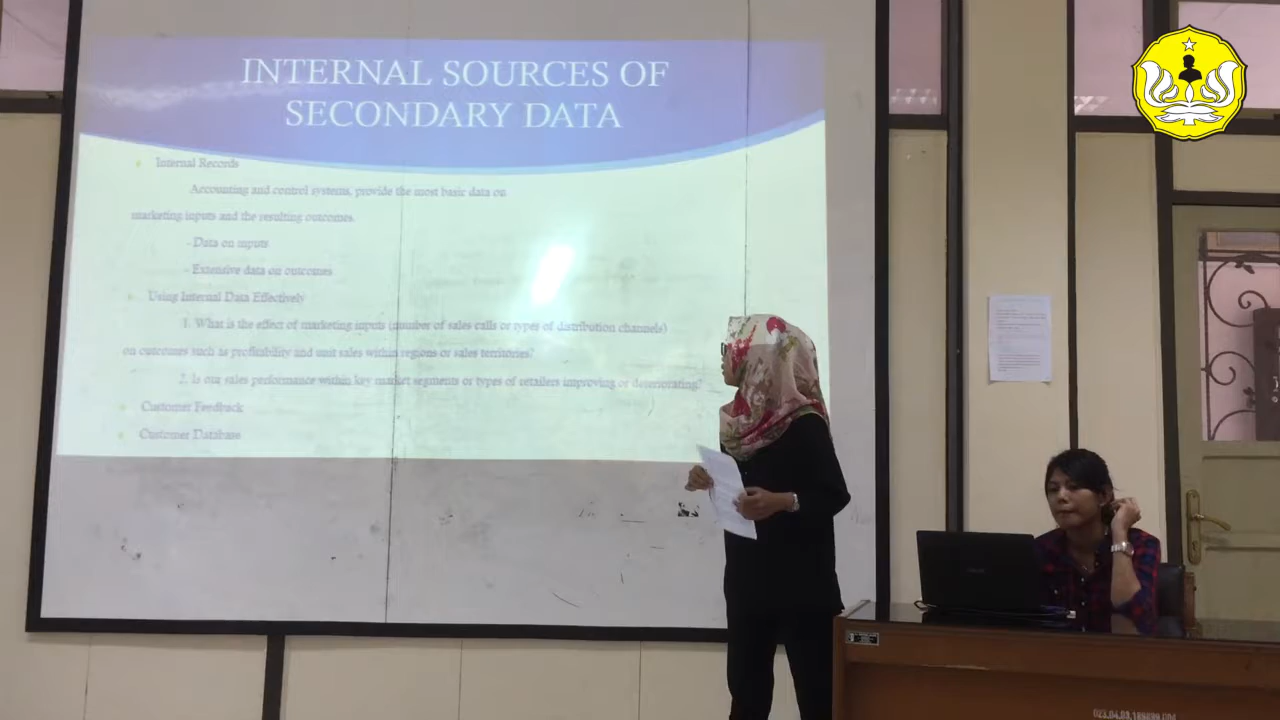 INTERNAL SOURCES OF
SECONDARY DATA
Internal Records
Accounting and control systems, provide the most basic data on
marketing inputs and the resulting outcomes.
- Data on inputs
- Extensive data on outcomes
Using Internal Data Effectively
1. What is the effect of marketing inputs (number of sales calls or types of distribution channels)
on outcomes such as profitability and unit sales within regions or sales territories?
2. Is our sales performance within key market segments or types of retailers improving or deteriorating?
Customer Feedback
Customer Database